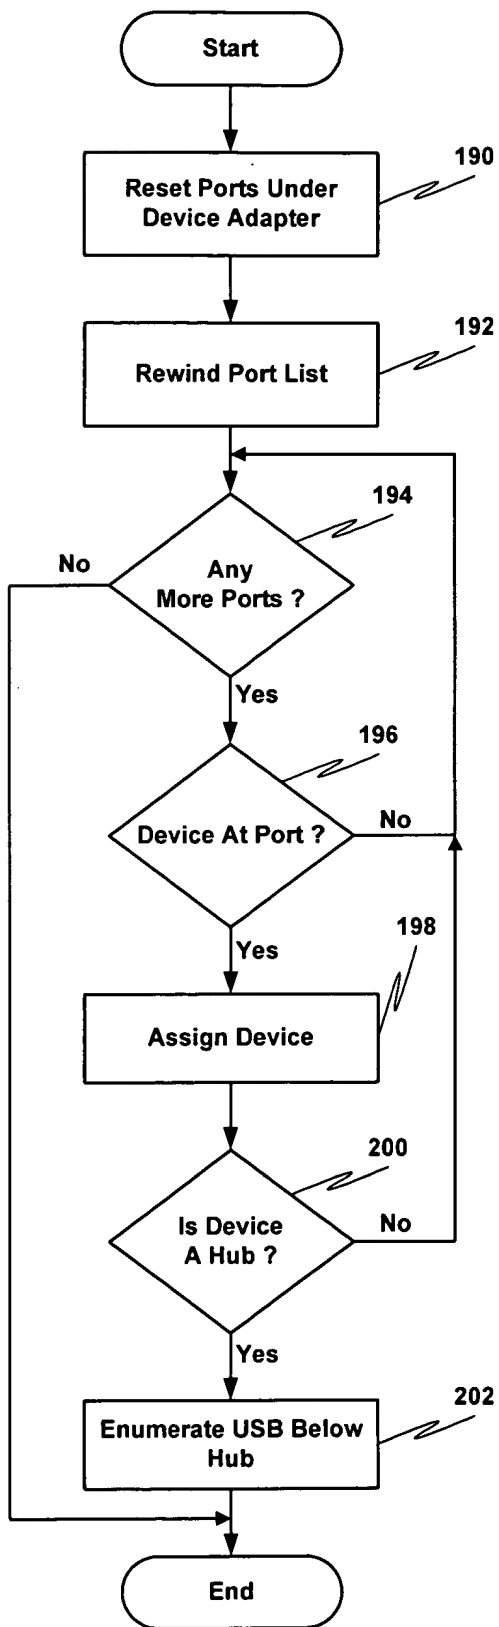 Start
190
Reset Ports Under
Device Adapter
192
Rewind Port List
194
No
Any
More Ports ?
Yes
196
Device At Port ?
No
Yes
198
Assign Device
200
Is Device
A Hub ?
No
Yes
202
Enumerate USB Below
Hub
End